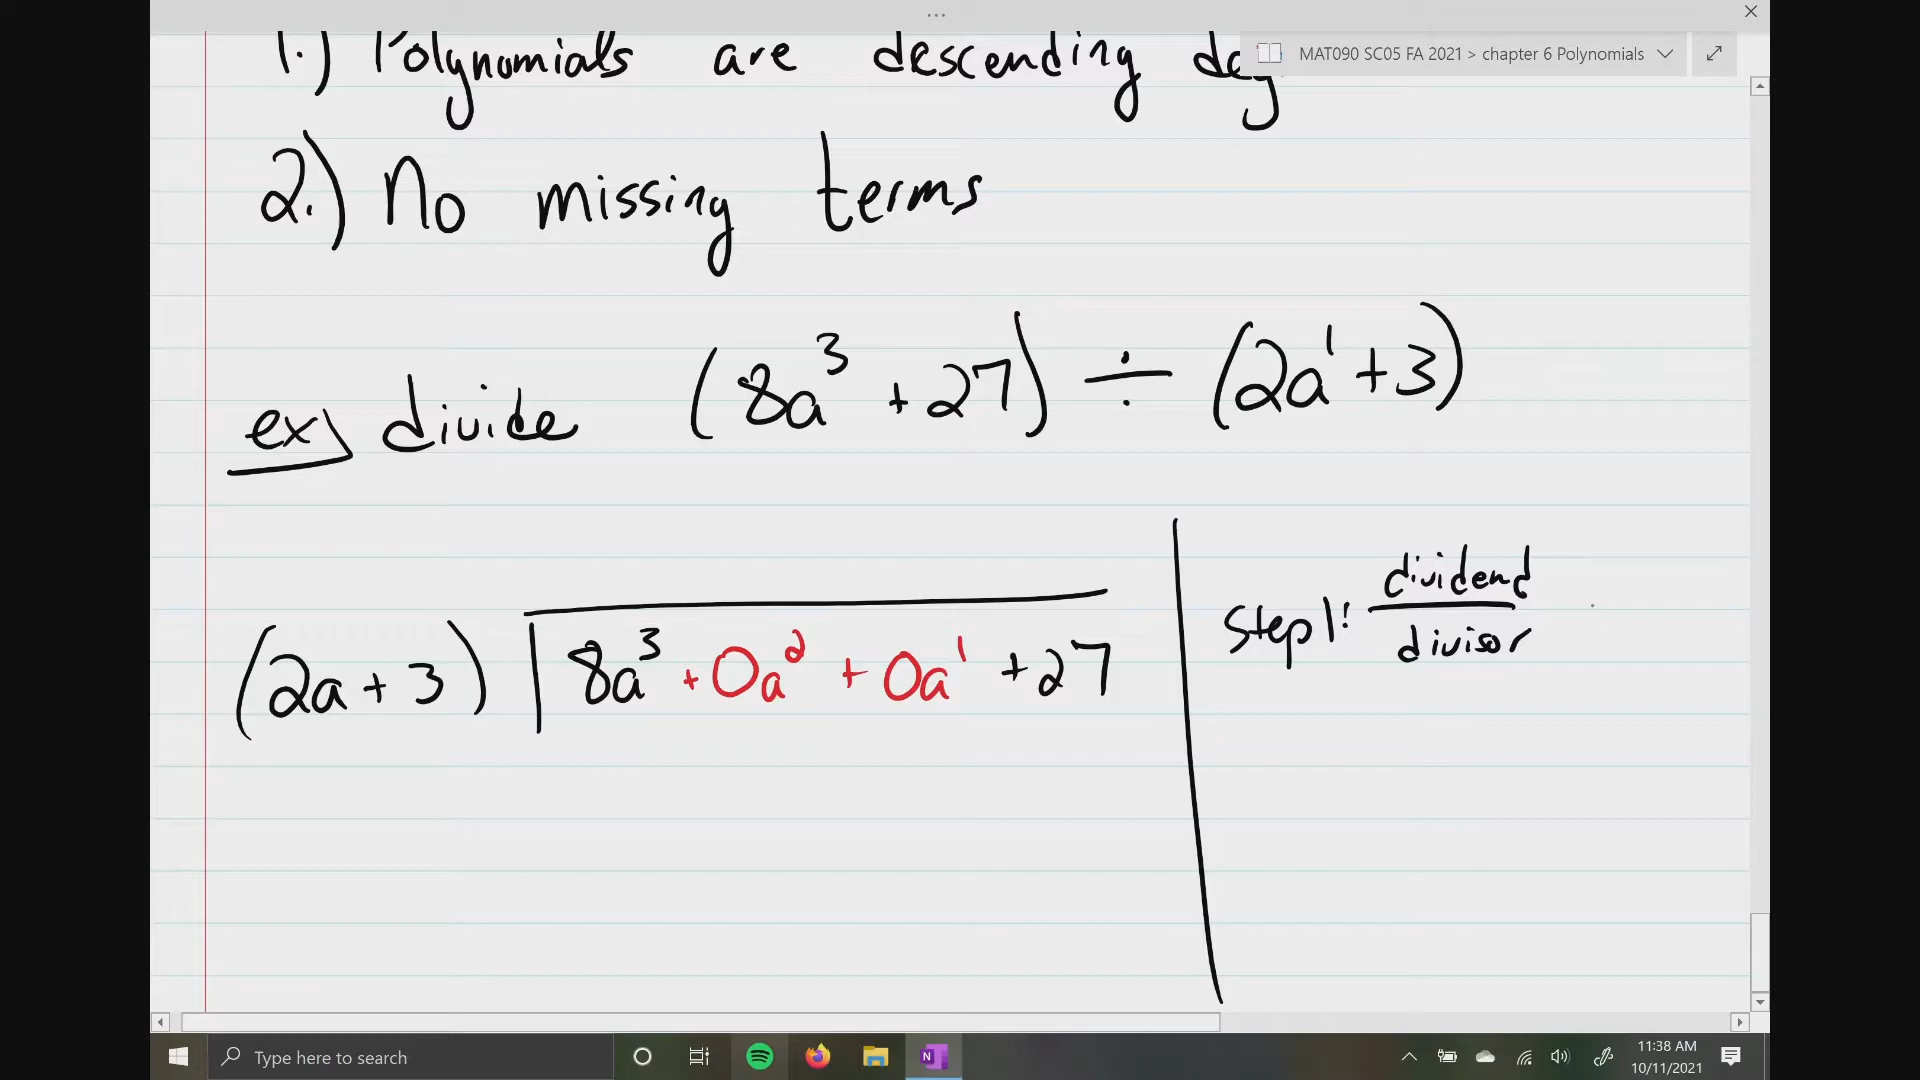 ...
MAT090 SC05 FA 2021 > chapter 6 Polynomials
1.) Polynomials are descending deg
2.) No missing terms
ex) divide (8a³ + 27) ÷ (2a¹ + 3)
(2a + 3) 8a³ + 0a² + 0a¹ + 27
Step 1: dividend
divisor
Type here to search
11:38 AM
10/11/2021